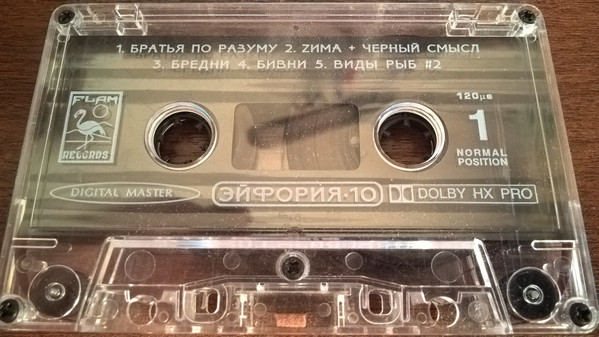 1. БРАТЬЯ ПО РАЗУМУ 2. ZИМА + ЧЕРНЫЙ СМЫСЛ
3. БРЕДНИ 4. БИВНИ 5. ВИДЫ РЫБ #2
FLAM
RECORDS
120μs
1
NORMAL
POSITION
DIGITAL MASTER
ЭЙФОРИЯ·10
DOLBY HX PRO